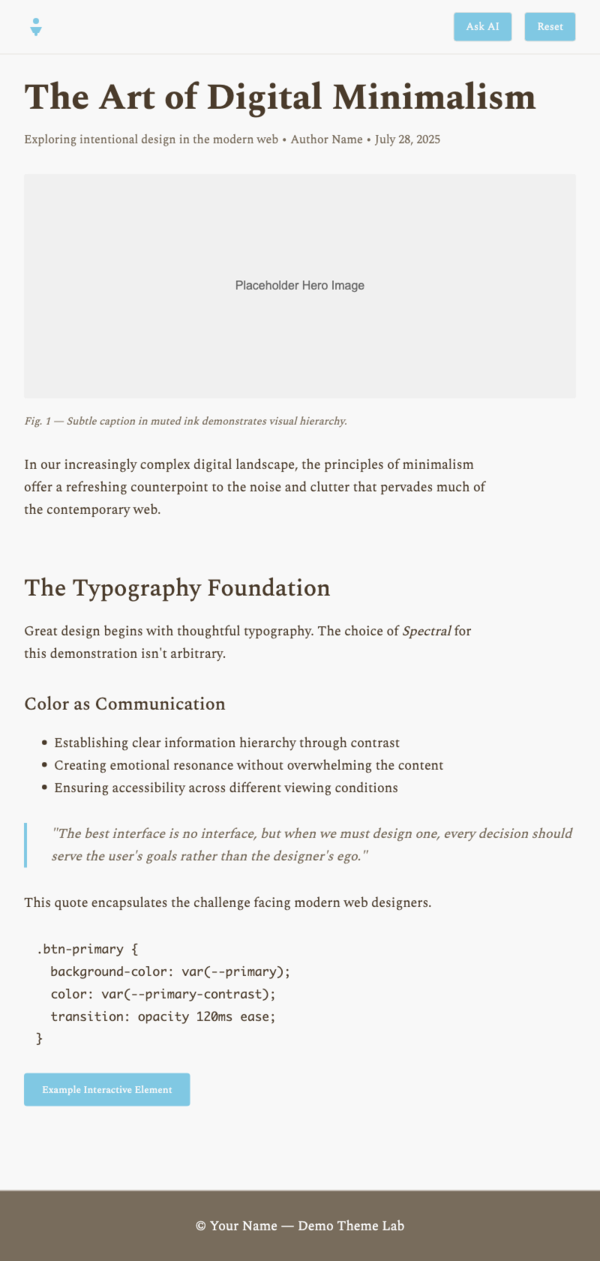 Ask AI
Reset
The Art of Digital Minimalism
Exploring intentional design in the modern web • Author Name • July 28, 2025
Placeholder Hero Image
Fig. 1 — Subtle caption in muted ink demonstrates visual hierarchy.
In our increasingly complex digital landscape, the principles of minimalism
offer a refreshing counterpoint to the noise and clutter that pervades much of
the contemporary web.
The Typography Foundation
Great design begins with thoughtful typography. The choice of Spectral for
this demonstration isn't arbitrary.
Color as Communication
• Establishing clear information hierarchy through contrast
• Creating emotional resonance without overwhelming the content
• Ensuring accessibility across different viewing conditions
"The best interface is no interface, but when we must design one, every decision should
serve the user's goals rather than the designer's ego."
This quote encapsulates the challenge facing modern web designers.
.btn-primary {
  background-color: var(--primary);
  color: var(--primary-contrast);
  transition: opacity 120ms ease;
}
Example Interactive Element
© Your Name — Demo Theme Lab